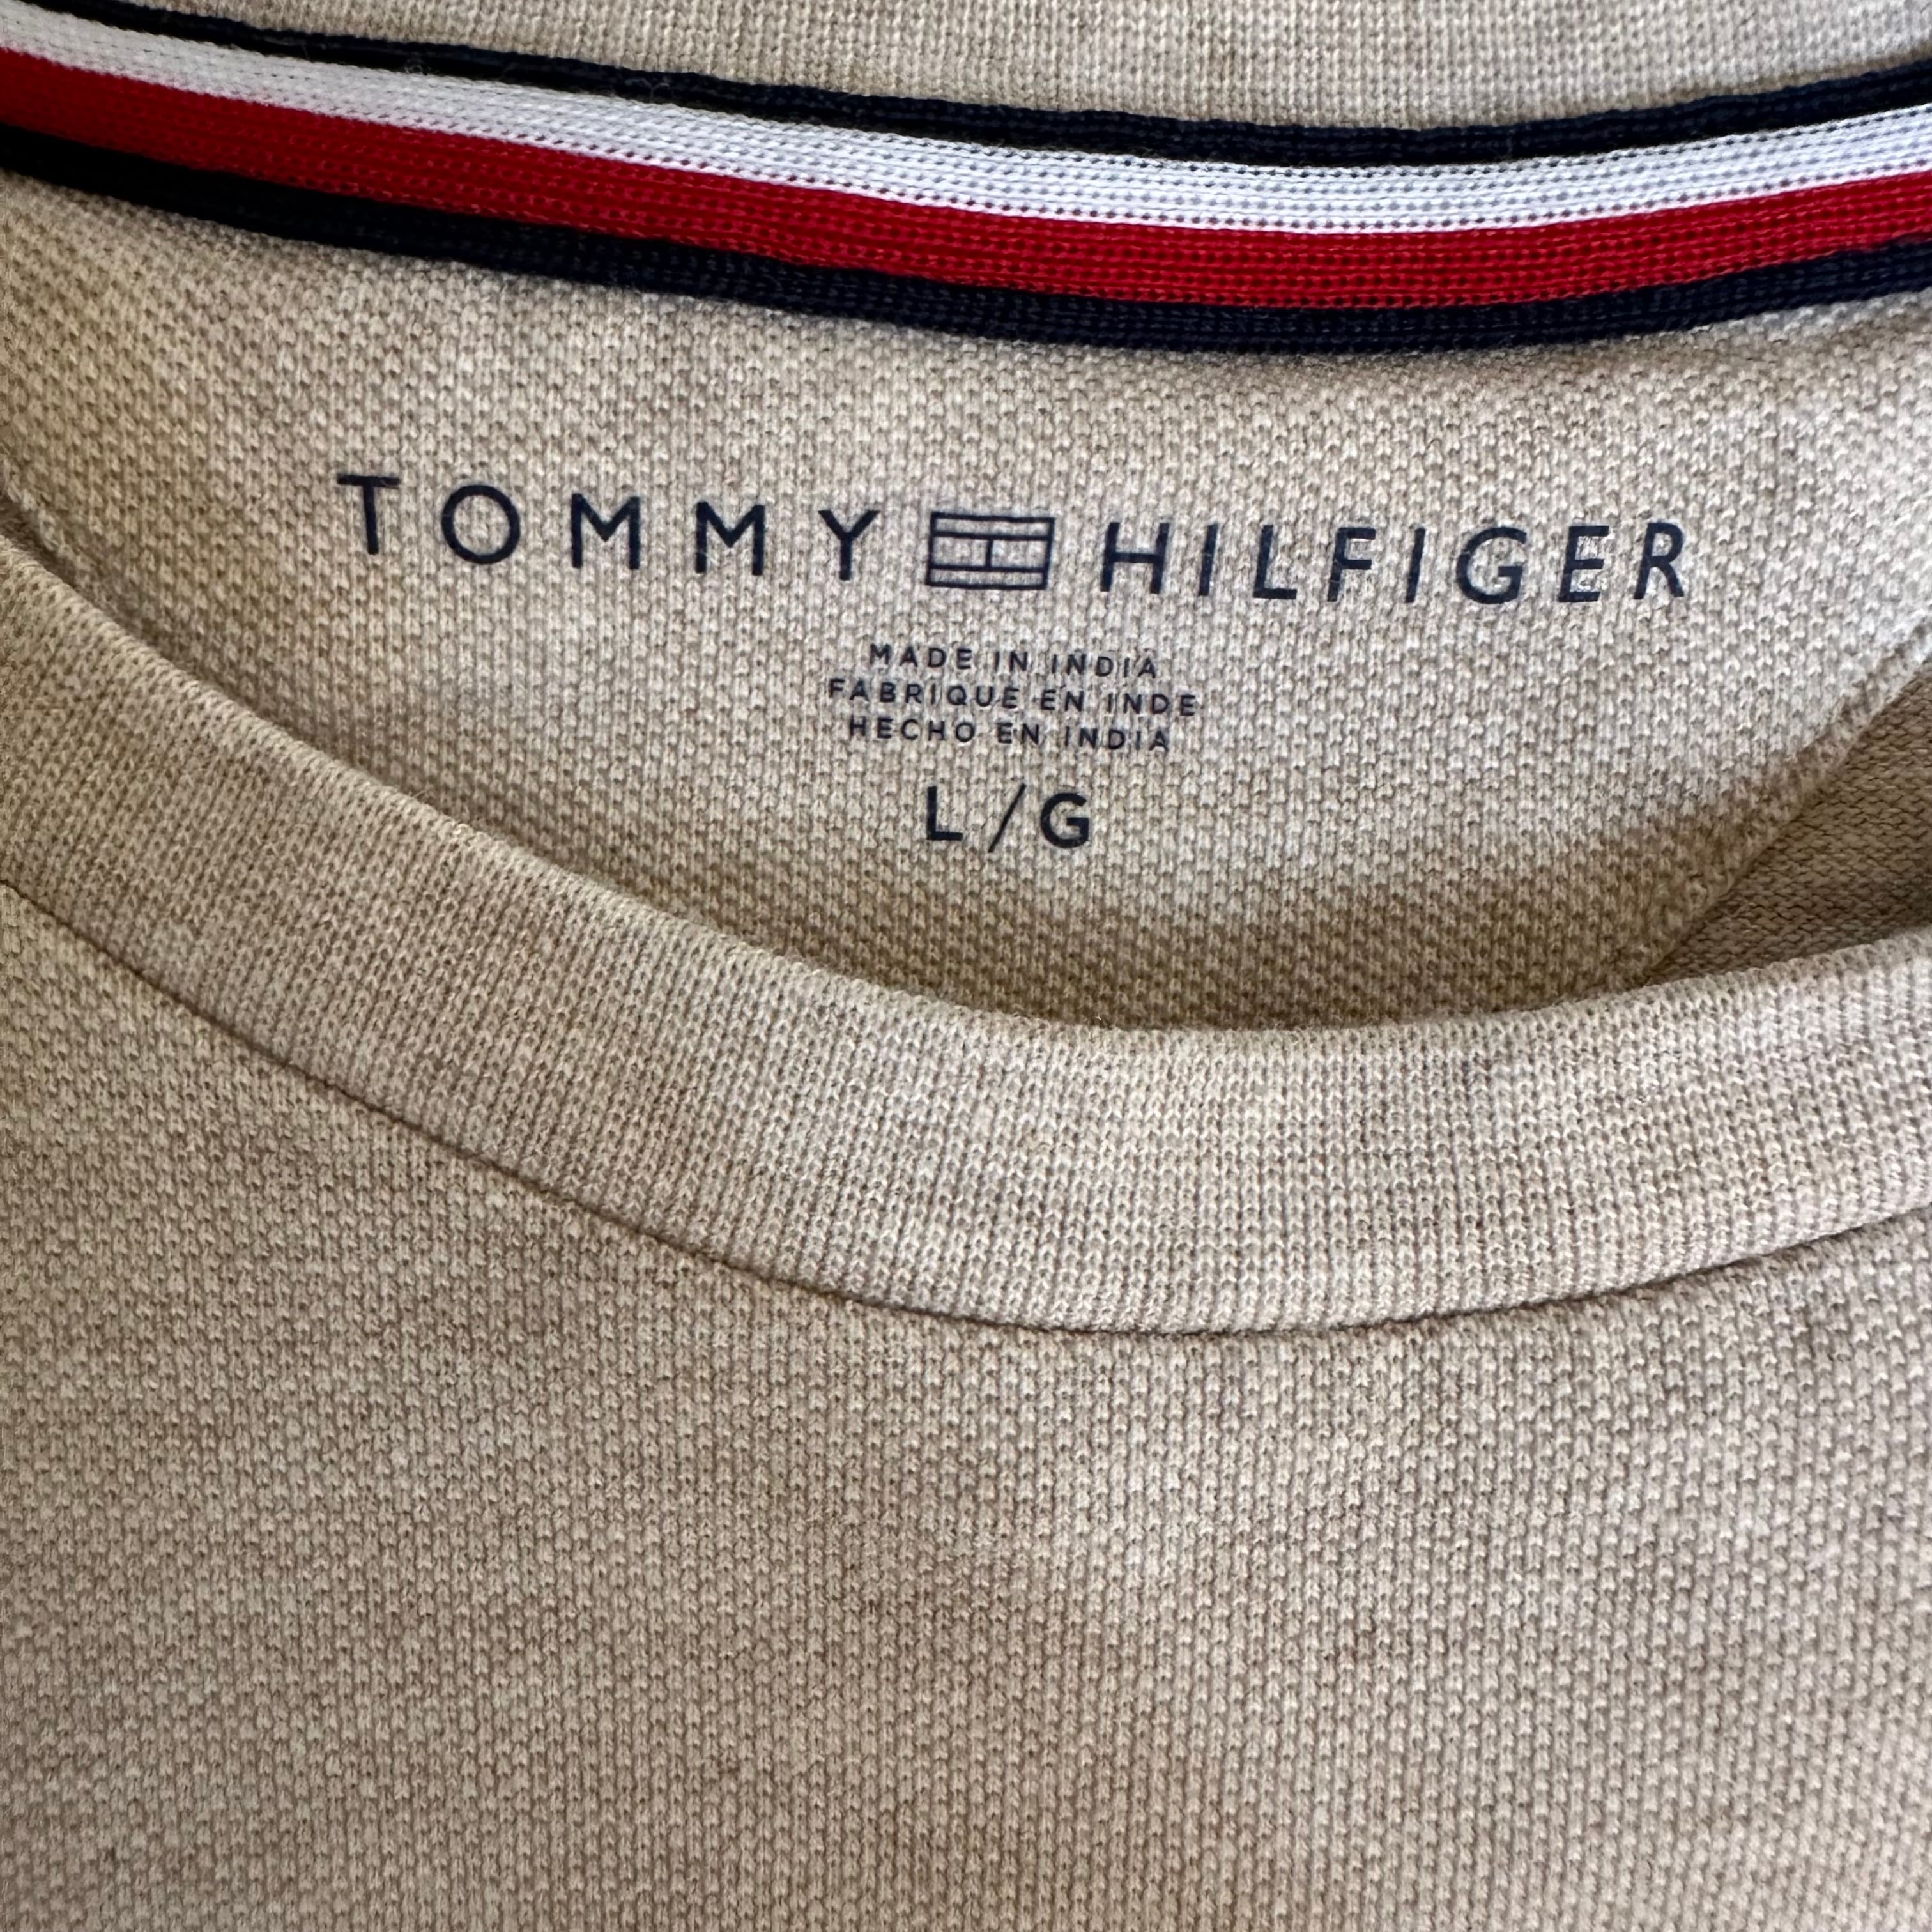 TOMMY HILFIGER
MADE IN INDIA
FABRIQUE EN INDE
HECHO EN INDIA
L/G